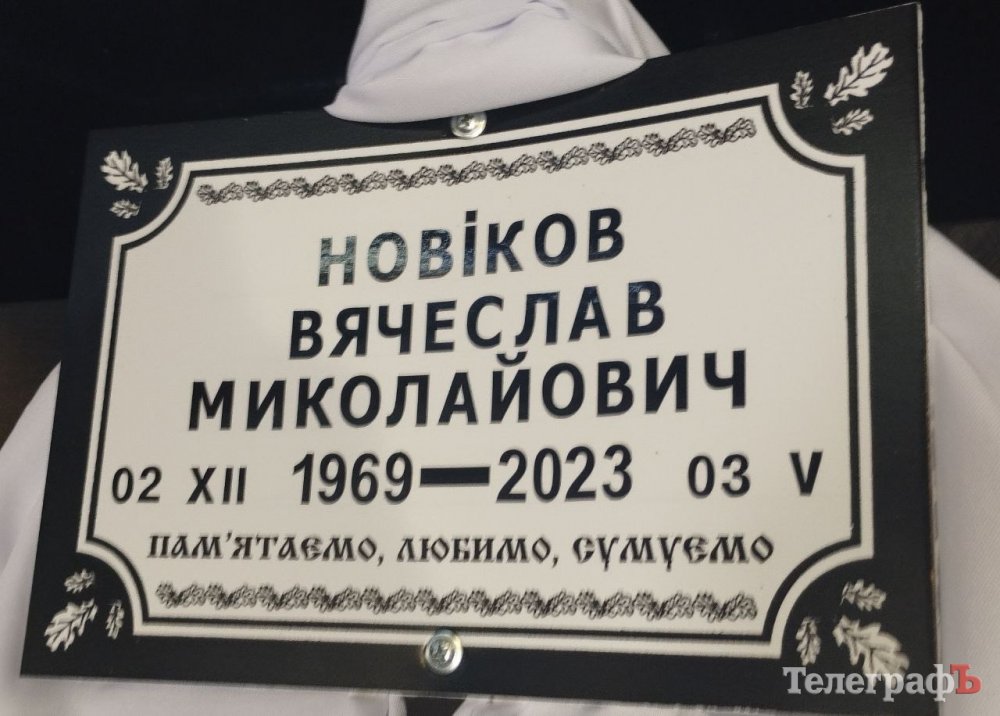 НОВІКОВ
ВЯЧЕСЛАВ
МИКОЛАЙОВИЧ
02 XII 1969—2023 03 V
ПАМ'ЯТАЄМО, ЛЮБИМО, СУМУЄМО
ТелеграфЪ